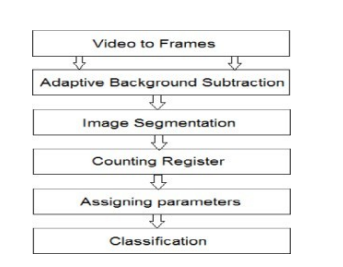 Video to Frames
Adaptive Background Subtraction
Image Segmentation
Counting Register
Assigning parameters
Classification